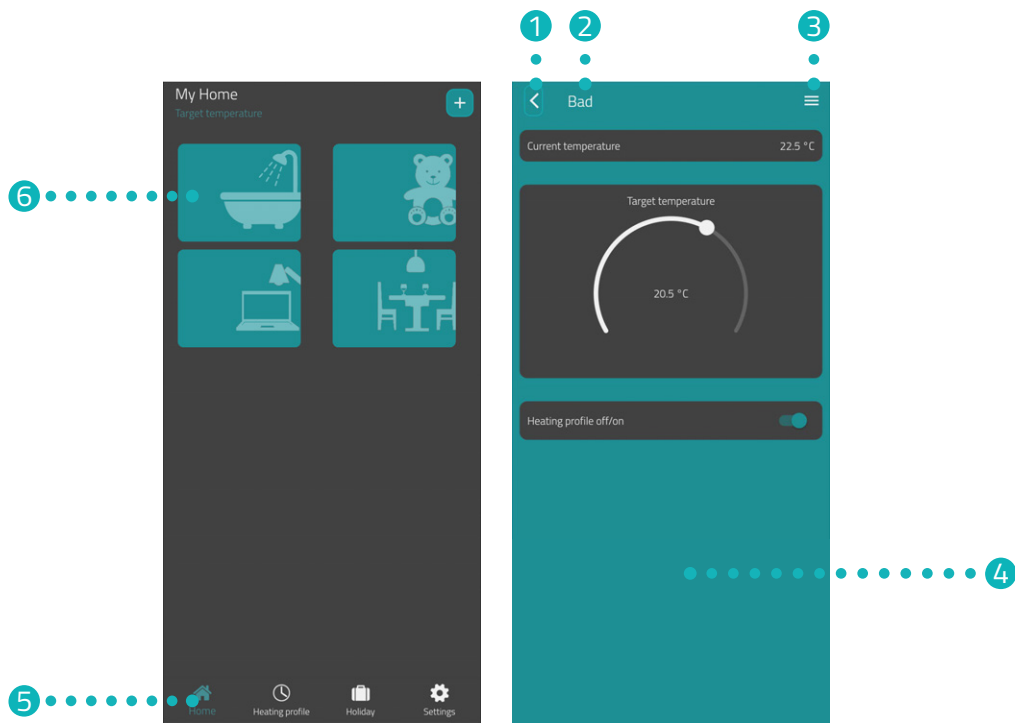 1 2 3
My Home
Target temperature
+
Bad
Current temperature 22.5 °C
Target temperature
20.5 °C
Heating profile off/on
6
4
5
Home Heating profile Holiday Settings